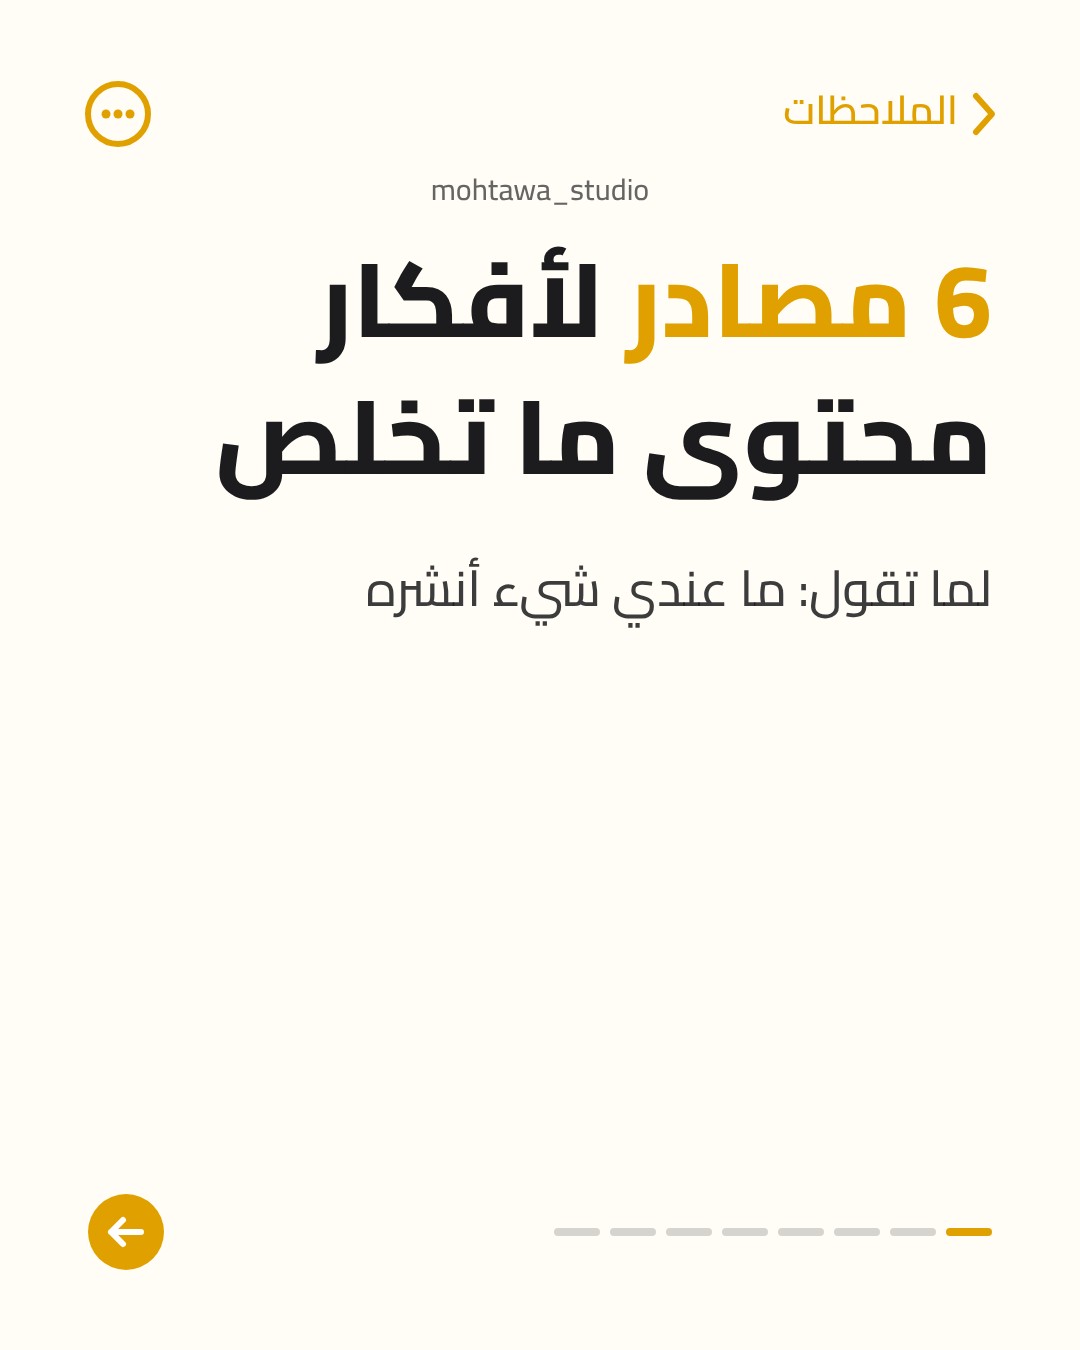 الملاحظات
mohtawa_studio
6 مصادر لأفكار
محتوى ما تخلص
لما تقول: ما عندي شيء أنشره